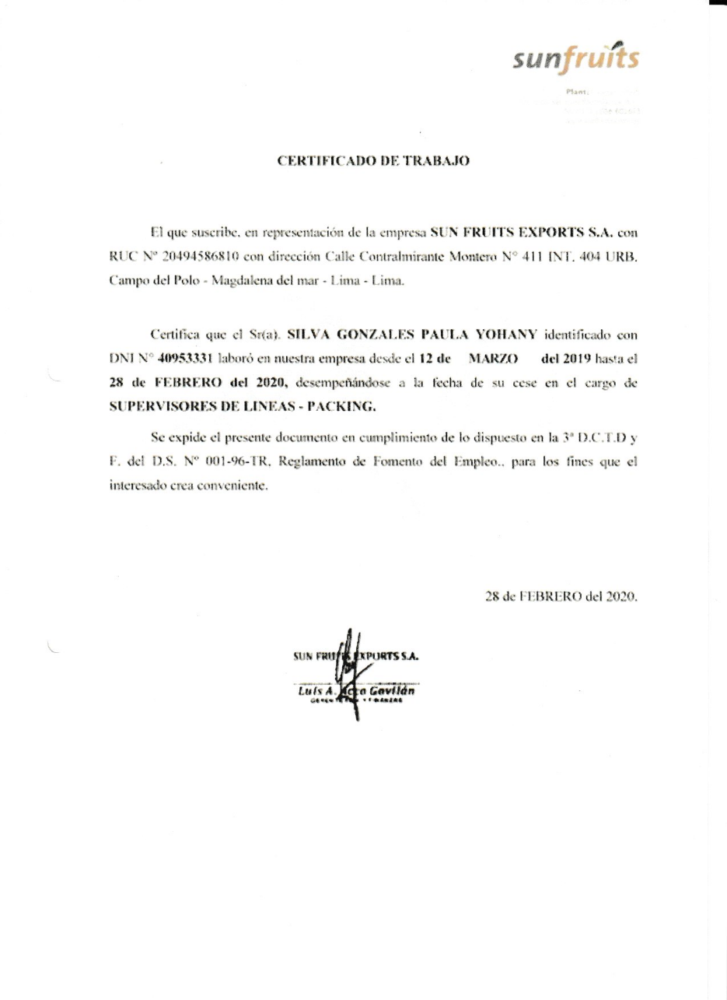 sunfruits
Plant:
CERTIFICADO DE TRABAJO
El que suscribe, en representación de la empresa SUN FRUITS EXPORTS S.A. con
RUC Nº 20494586810 con dirección Calle Contralmirante Montero N° 411 INT. 404 URB.
Campo del Polo - Magdalena del mar - Lima - Lima.
Certifica que el Sr(a). SILVA GONZALES PAULA YOHANY identificado con
DNI N° 40953331 laboró en nuestra empresa desde el 12 de MARZO del 2019 hasta el
28 de FEBRERO del 2020, desempeñándose a la fecha de su cese en el cargo de
SUPERVISORES DE LINEAS - PACKING.
Se expide el presente documento en cumplimiento de lo dispuesto en la 3ª D.C.T.D y
F. del D.S. N° 001-96-TR, Reglamento de Fomento del Empleo., para los fines que el
interesado crea conveniente.
28 de FEBRERO del 2020.
SUN FRUITS EXPORTS S.A.
Luis A. Gavilán